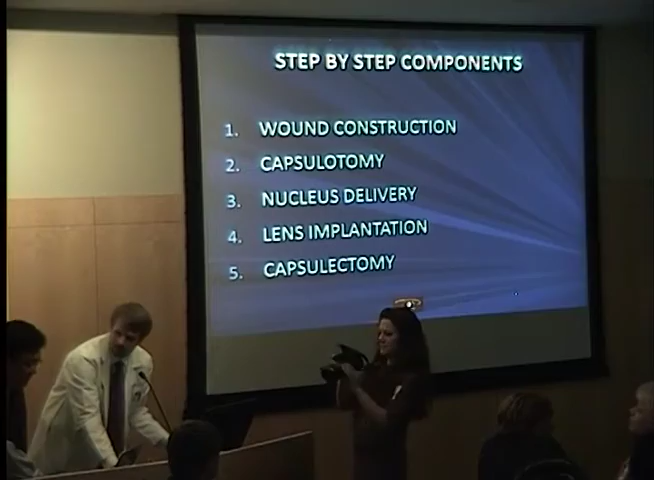 STEP BY STEP COMPONENTS
1. WOUND CONSTRUCTION
2. CAPSULOTOMY
3. NUCLEUS DELIVERY
4. LENS IMPLANTATION
5. CAPSULECTOMY